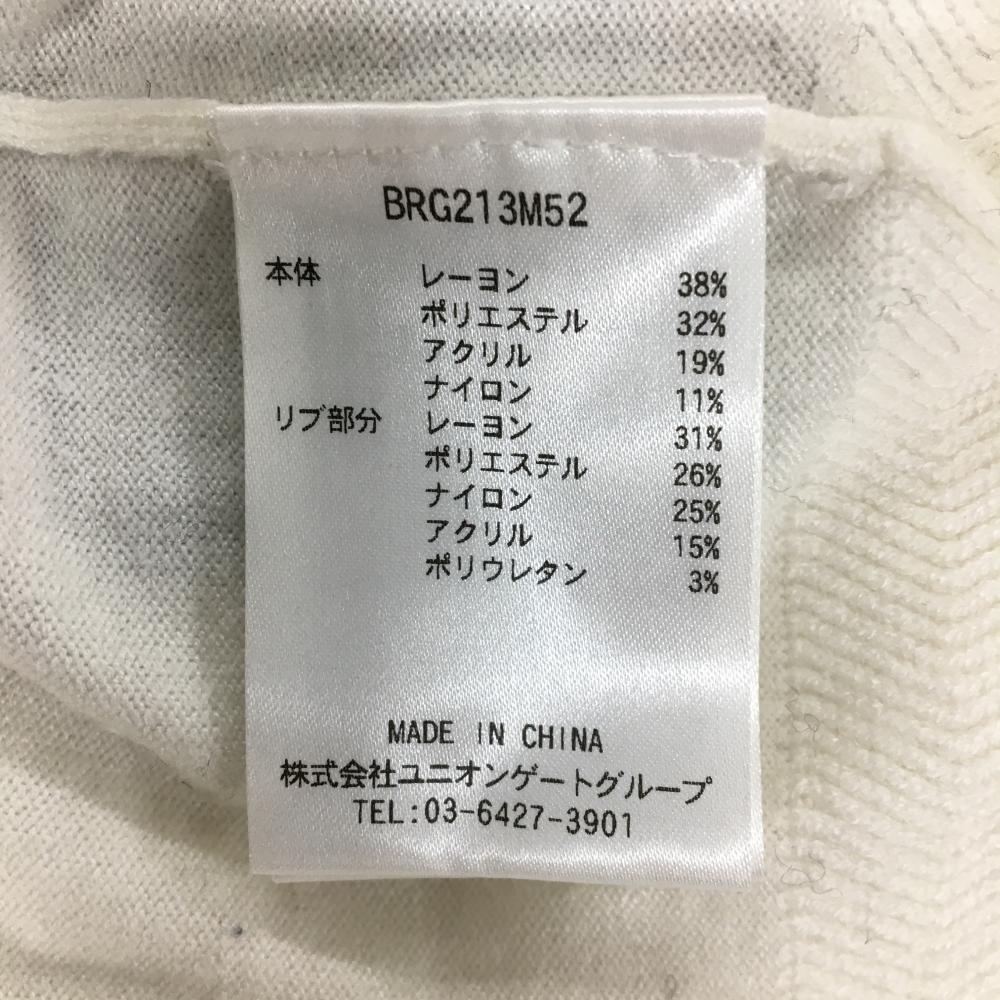 BRG213M52
本体 レーヨン 38%
ポリエステル 32%
アクリル 19%
ナイロン 11%
リブ部分 レーヨン 31%
ポリエステル 26%
ナイロン 25%
アクリル 15%
ポリウレタン 3%
MADE IN CHINA
株式会社ユニオンゲートグループ
TEL:03-6427-3901